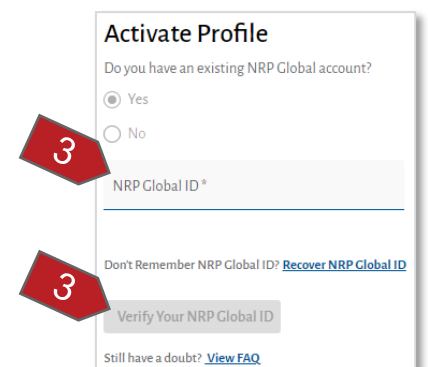 Activate Profile
Do you have an existing NRP Global account?
Yes
No
3
NRP Global ID *
Don't Remember NRP Global ID? Recover NRP Global ID
3
Verify Your NRP Global ID
Still have a doubt? View FAQ